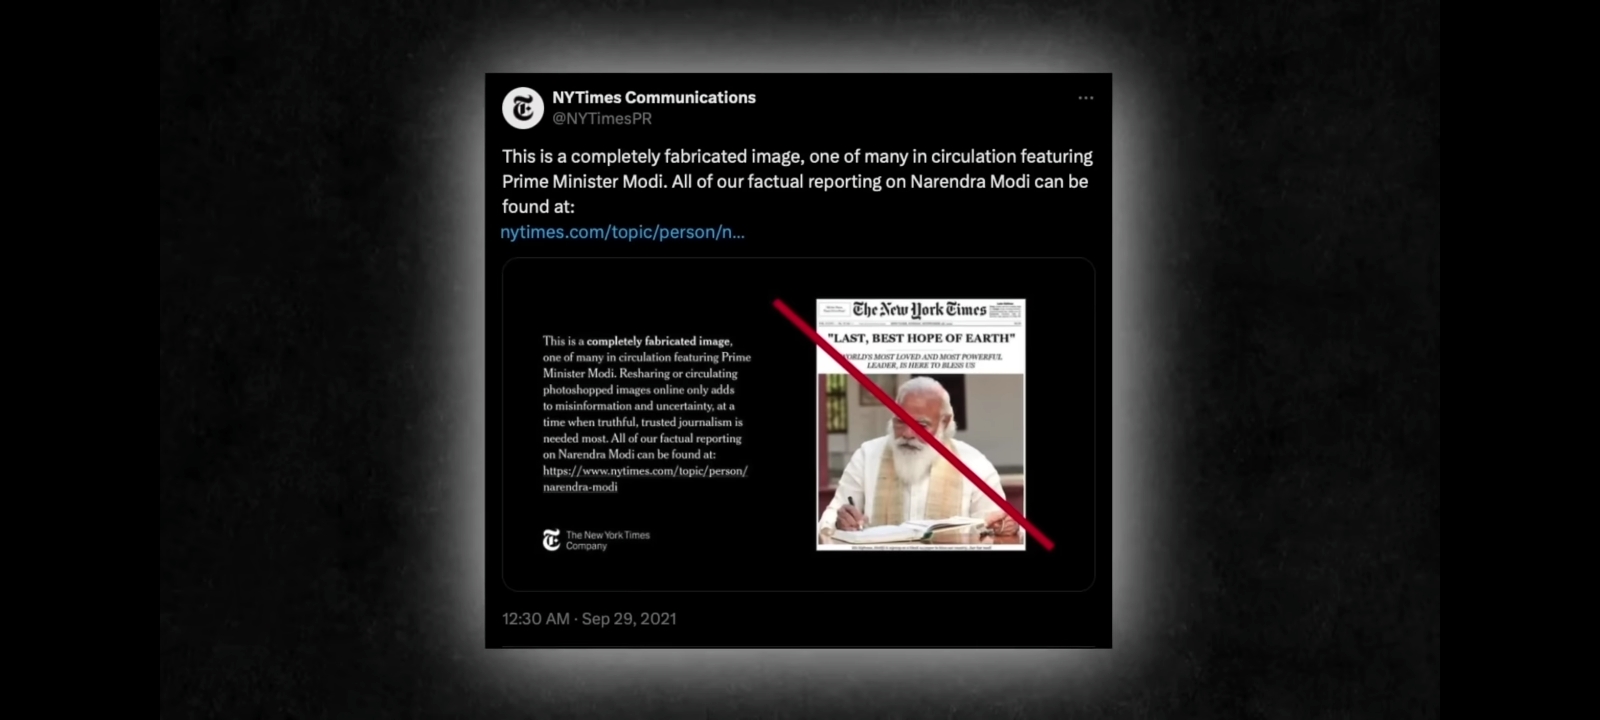 NYTimes Communications
@NYTimesPR
This is a completely fabricated image, one of many in circulation featuring
Prime Minister Modi. All of our factual reporting on Narendra Modi can be
found at:
nytimes.com/topic/person/n...
This is a completely fabricated image,
one of many in circulation featuring Prime
Minister Modi. Resharing or circulating
photoshopped images online only adds
to misinformation and uncertainty, at a
time when truthful, trusted journalism is
needed most. All of our factual reporting
on Narendra Modi can be found at:
https://www.nytimes.com/topic/person/
narendra-modi
The New York Times
Company
The New York Times
"LAST, BEST HOPE OF EARTH"
WORLD'S MOST LOVED AND MOST POWERFUL
LEADER, IS HERE TO BLESS US
12:30 AM · Sep 29, 2021